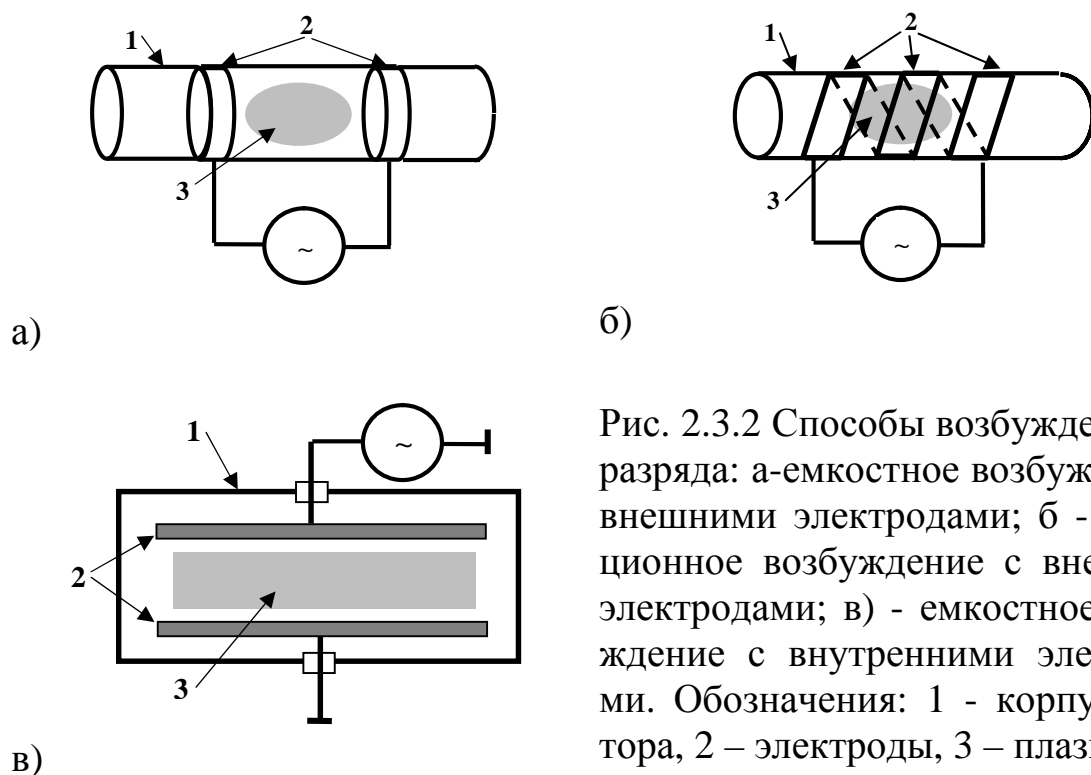 1
2
3
~
а)
1
2
3
~
б)
1
~
2
3
в)
Рис. 2.3.2 Способы возбужде
разряда: а-емкостное возбуж
внешними электродами; б -
ционное возбуждение с вне
электродами; в) - емкостное
ждение с внутренними эле
ми. Обозначения: 1 - корпу
тора, 2 – электроды, 3 – плаз